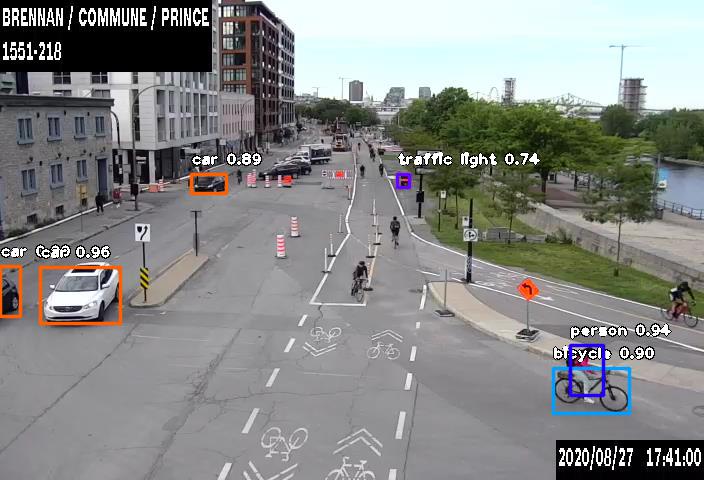 BRENNAN / COMMUNE / PRINCE
1551-218
car 0.89
traffic light 0.74
car 0.96
person 0.94
bicycle 0.90
2020/08/27 17:41:00